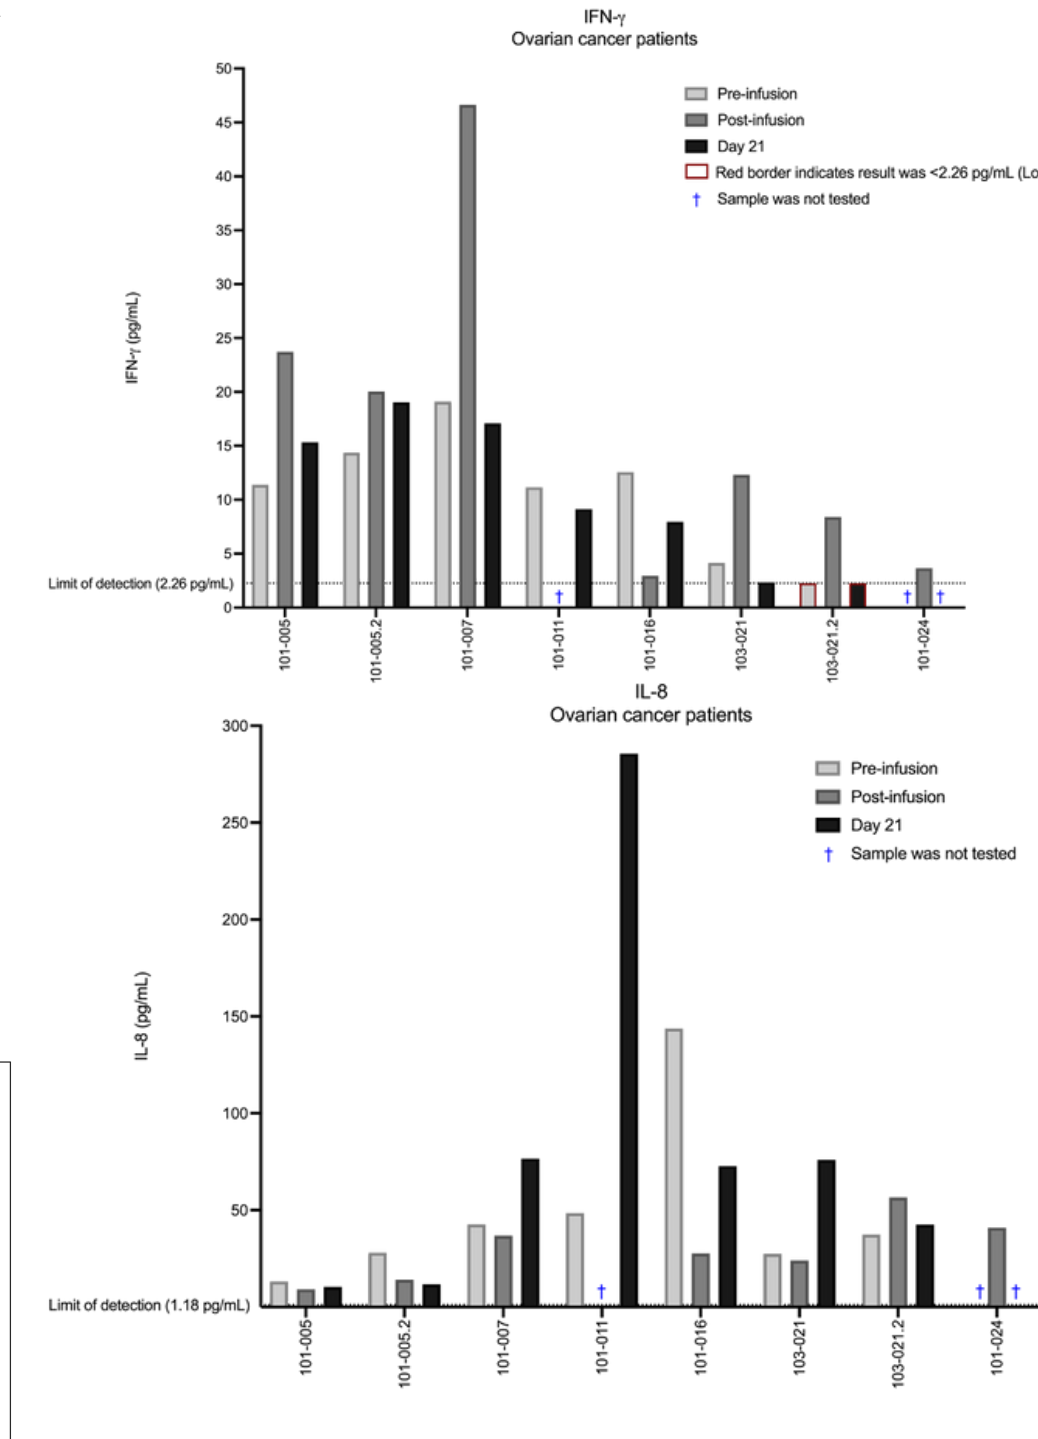 IFN-γ
Ovarian cancer patients
50
45
40
35
30
25
20
15
10
5
0
IFN-γ (pg/mL)
Limit of detection (2.26 pg/mL)
Pre-infusion
Post-infusion
Day 21
Red border indicates result was <2.26 pg/mL (Lo
† Sample was not tested
†
† †
101-005
101-005.2
101-007
101-011
101-016
103-021
103-021.2
101-024
IL-8
Ovarian cancer patients
300
250
200
150
100
50
IL-8 (pg/mL)
Limit of detection (1.18 pg/mL)
Pre-infusion
Post-infusion
Day 21
† Sample was not tested
†
† †
101-005
101-005.2
101-007
101-011
101-016
103-021
103-021.2
101-024